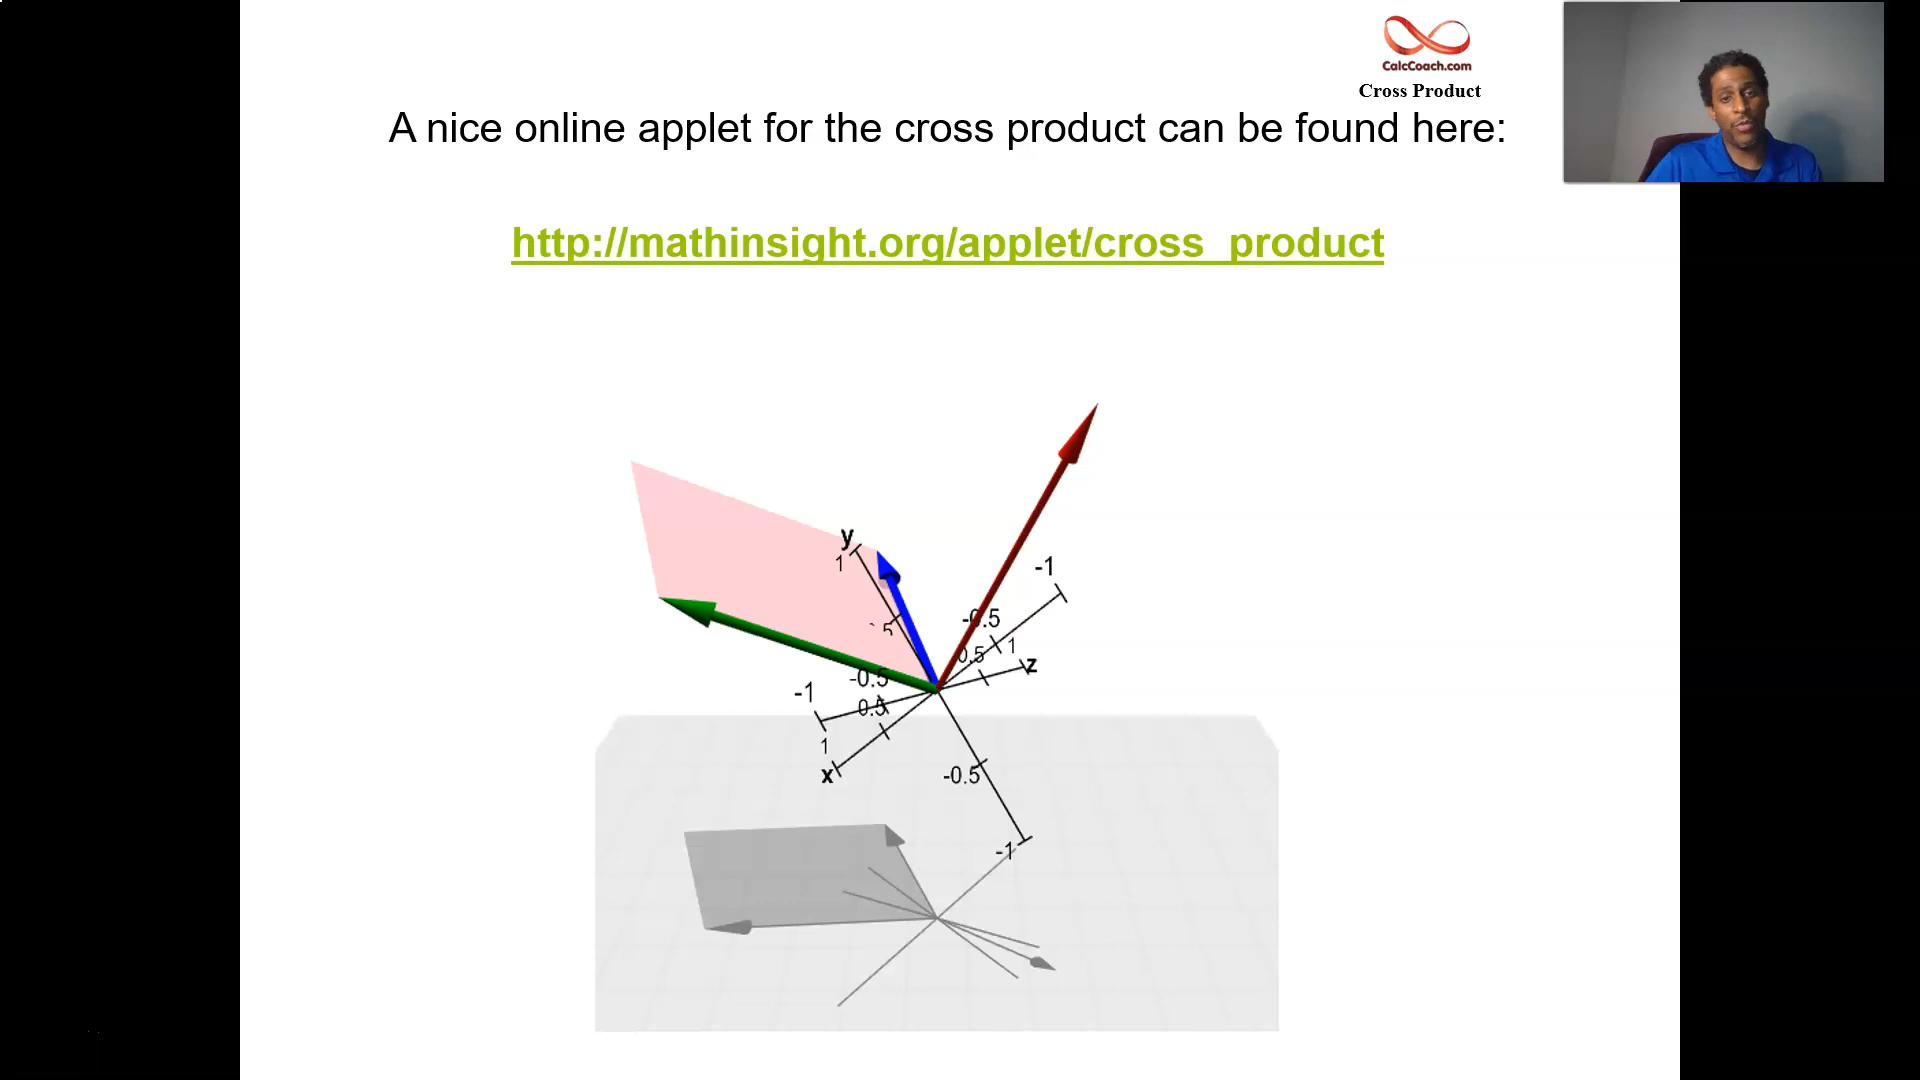 CalcCoach.com
Cross Product
A nice online applet for the cross product can be found here:
http://mathinsight.org/applet/cross_product
y
1
-1
-0.5
5
0.5
1
z
-0.5
-1
0.5
1
x
-0.5
-1